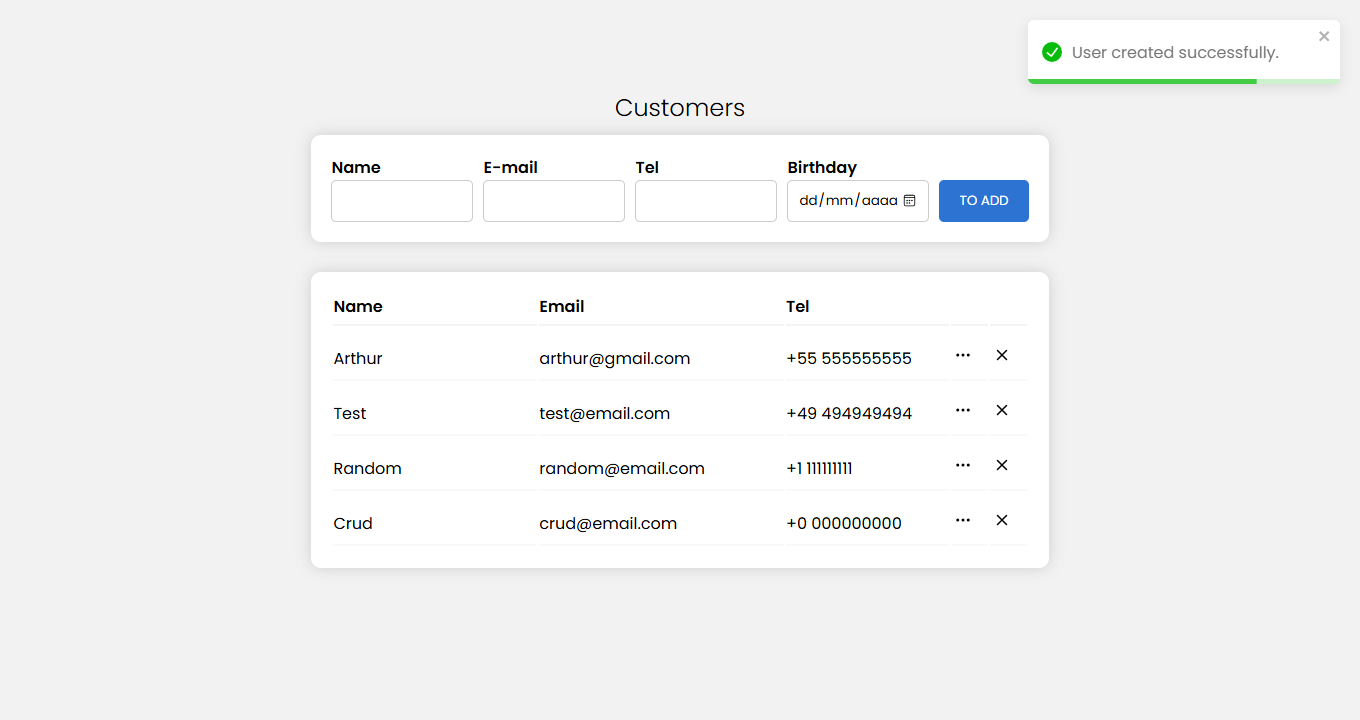 User created successfully.
Customers
Name E-mail Tel Birthday
dd/mm/aaaa TO ADD
Name Email Tel
Arthur arthur@gmail.com +55 555555555
Test test@email.com +49 494949494
Random random@email.com +1 111111111
Crud crud@email.com +0 000000000